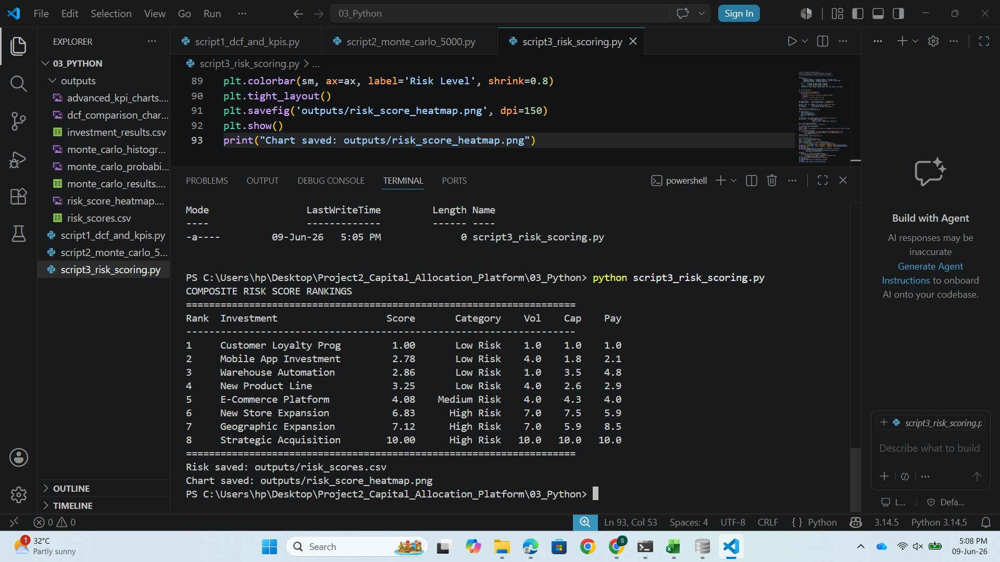 File Edit Selection View Go Run ···
03_Python
Sign In
EXPLORER
03_PYTHON
outputs
advanced_kpi_charts....
dcf_comparison_char...
investment_results.csv
monte_carlo_histogr...
monte_carlo_probabi...
monte_carlo_results....
risk_score_heatmap....
risk_scores.csv
script1_dcf_and_kpis.py
script2_monte_carlo_5...
script3_risk_scoring.py
OUTLINE
TIMELINE
script1_dcf_and_kpis.py
script2_monte_carlo_5000.py
script3_risk_scoring.py
script3_risk_scoring.py > ...
89 plt.colorbar(sm, ax=ax, label='Risk Level', shrink=0.8)
90 plt.tight_layout()
91 plt.savefig('outputs/risk_score_heatmap.png', dpi=150)
92 plt.show()
93 print("Chart saved: outputs/risk_score_heatmap.png")
PROBLEMS OUTPUT DEBUG CONSOLE TERMINAL PORTS
powershell
Mode LastWriteTime Length Name
---- ------------- ------ ----
-a---- 09-Jun-26 5:05 PM 0 script3_risk_scoring.py
PS C:\Users\hp\Desktop\Project2_Capital_Allocation_Platform\03_Python> python script3_risk_scoring.py
COMPOSITE RISK SCORE RANKINGS
====================================================================
Rank Investment Score Category Vol Cap Pay
--------------------------------------------------------------------
1 Customer Loyalty Prog 1.00 Low Risk 1.0 1.0 1.0
2 Mobile App Investment 2.78 Low Risk 4.0 1.8 2.1
3 Warehouse Automation 2.86 Low Risk 1.0 3.5 4.8
4 New Product Line 3.25 Low Risk 4.0 2.6 2.9
5 E-Commerce Platform 4.08 Medium Risk 4.0 4.3 4.0
6 New Store Expansion 6.83 High Risk 7.0 7.5 5.9
7 Geographic Expansion 7.12 High Risk 7.0 5.9 8.5
8 Strategic Acquisition 10.00 High Risk 10.0 10.0 10.0
====================================================================
Risk saved: outputs/risk_scores.csv
Chart saved: outputs/risk_score_heatmap.png
PS C:\Users\hp\Desktop\Project2_Capital_Allocation_Platform\03_Python>
Build with Agent
AI responses may be
inaccurate
Generate Agent
Instructions to onboard
AI onto your codebase.
script3_risk_scoring.p
Describe what to build
L...
Defa...
0 0
Ln 93, Col 53 Spaces: 4 UTF-8 CRLF { } Python 3.14.5 Python 3.14.5
1
32°C
Partly sunny
Search
S
5:08 PM
09-Jun-26